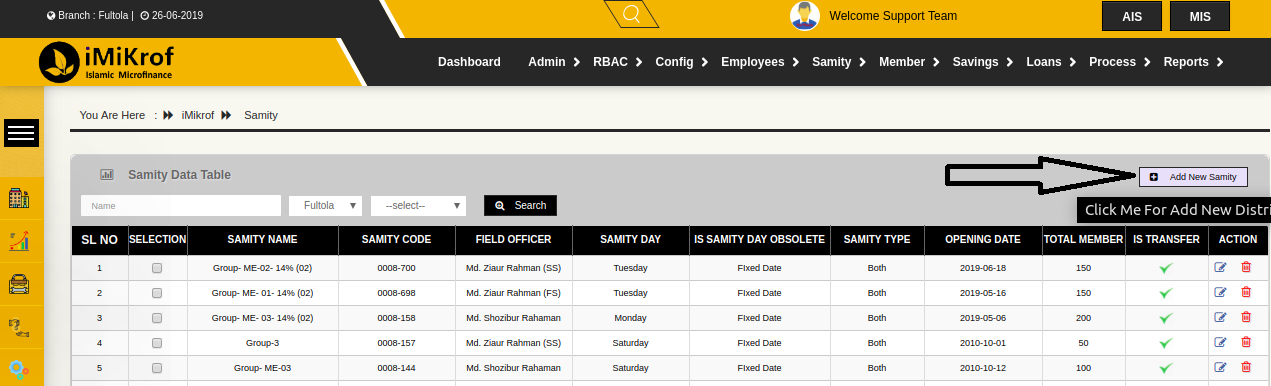 Branch : Fultola | 26-06-2019
Welcome Support Team
AIS MIS
iMiKrof
Islamic Microfinance
Dashboard Admin RBAC Config Employees Samity Member Savings Loans Process Reports
You Are Here : iMikrof Samity
Samity Data Table
Add New Samity
Name Fultola --select-- Search
Click Me For Add New Distri
SL NO SELECTION SAMITY NAME SAMITY CODE FIELD OFFICER SAMITY DAY IS SAMITY DAY OBSOLETE SAMITY TYPE OPENING DATE TOTAL MEMBER IS TRANSFER ACTION
1 Group- ME-02- 14% (02) 0008-700 Md. Ziaur Rahman (SS) Tuesday FIxed Date Both 2019-06-18 150
2 Group- ME- 01- 14% (02) 0008-698 Md. Ziaur Rahman (FS) Tuesday FIxed Date Both 2019-05-16 150
3 Group- ME- 03- 14% (02) 0008-158 Md. Shozibur Rahaman Monday FIxed Date Both 2019-05-06 200
4 Group-3 0008-157 Md. Ziaur Rahman (SS) Saturday FIxed Date Both 2010-10-01 50
5 Group- ME-03 0008-144 Md. Shozibur Rahaman Saturday FIxed Date Both 2010-10-12 100